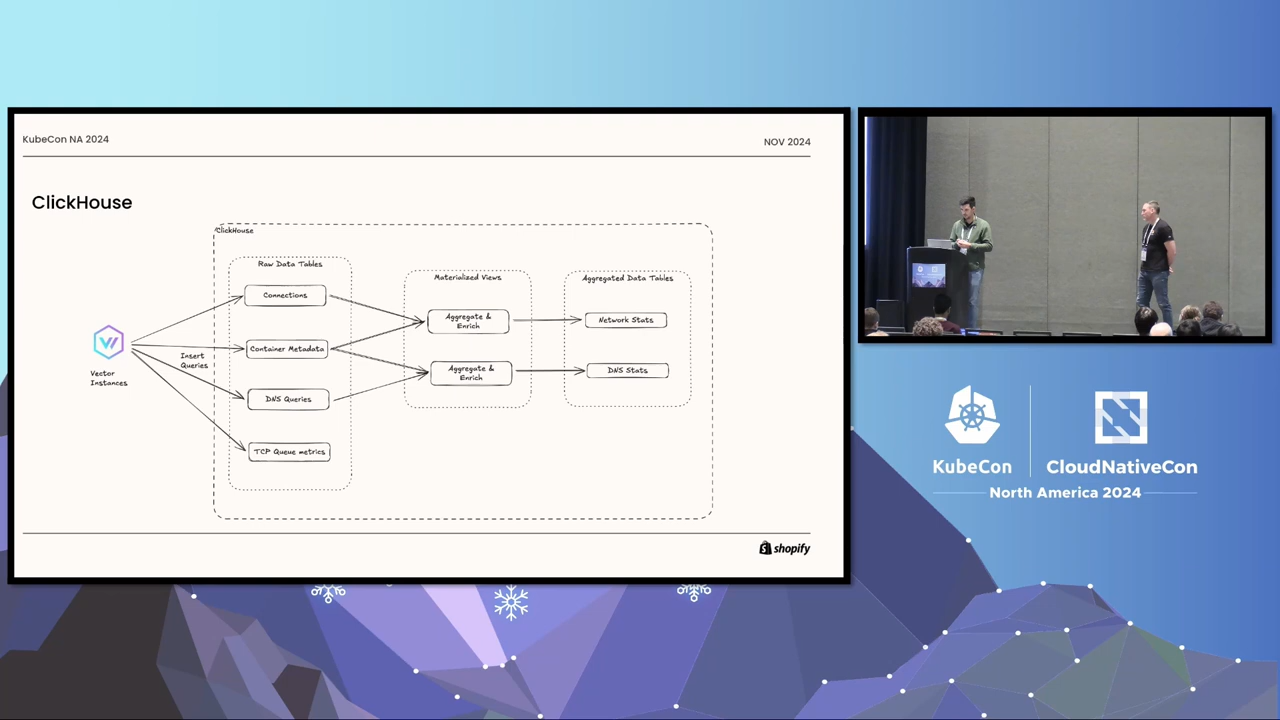 KubeCon NA 2024
NOV 2024
ClickHouse
ClickHouse
Raw Data Tables
Materialized Views
Aggregated Data Tables
Connections
Aggregate &
Enrich
Network Stats
Container Metadata
Insert
Queries
Vector
Instances
Aggregate &
Enrich
DNS Stats
DNS Queries
TCP Queue metrics
shopify
KubeCon
CloudNativeCon
North America 2024